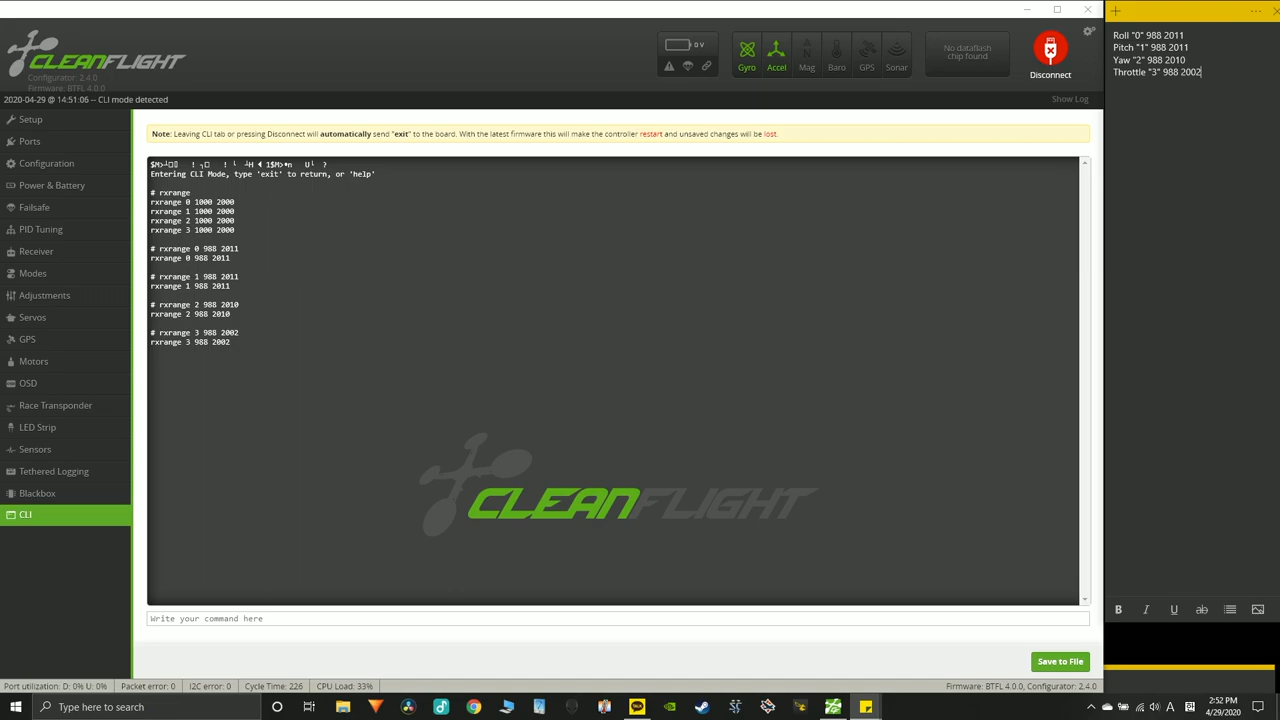 CLEANFLIGHT
Configurator: 2.4.0
Firmware: BTFL 4.0.0
0 V
Gyro
Accel
Mag
Baro
GPS
Sonar
No dataflash
chip found
Disconnect
2020-04-29 @ 14:51:06 -- CLI mode detected
Show Log
Setup
Ports
Configuration
Power & Battery
Failsafe
PID Tuning
Receiver
Modes
Adjustments
Servos
GPS
Motors
OSD
Race Transponder
LED Strip
Sensors
Tethered Logging
Blackbox
CLI
Note: Leaving CLI tab or pressing Disconnect will automatically send "exit" to the board. With the latest firmware this will make the controller restart and unsaved changes will be lost.
Entering CLI Mode, type 'exit' to return, or 'help'
# rxrange
rxrange 0 1000 2000
rxrange 1 1000 2000
rxrange 2 1000 2000
rxrange 3 1000 2000
# rxrange 0 988 2011
rxrange 0 988 2011
# rxrange 1 988 2011
rxrange 1 988 2011
# rxrange 2 988 2010
rxrange 2 988 2010
# rxrange 3 988 2002
rxrange 3 988 2002
CLEANFLIGHT
Write your command here
Save to File
Port utilization: D: 0% U: 0%
Packet error: 0
I2C error: 0
Cycle Time: 226
CPU Load: 33%
Firmware: BTFL 4.0.0, Configurator: 2.4.0
Roll "0" 988 2011
Pitch "1" 988 2011
Yaw "2" 988 2010
Throttle "3" 988 2002
B I U ab
Type here to search
TALK
A
2:52 PM
4/29/2020